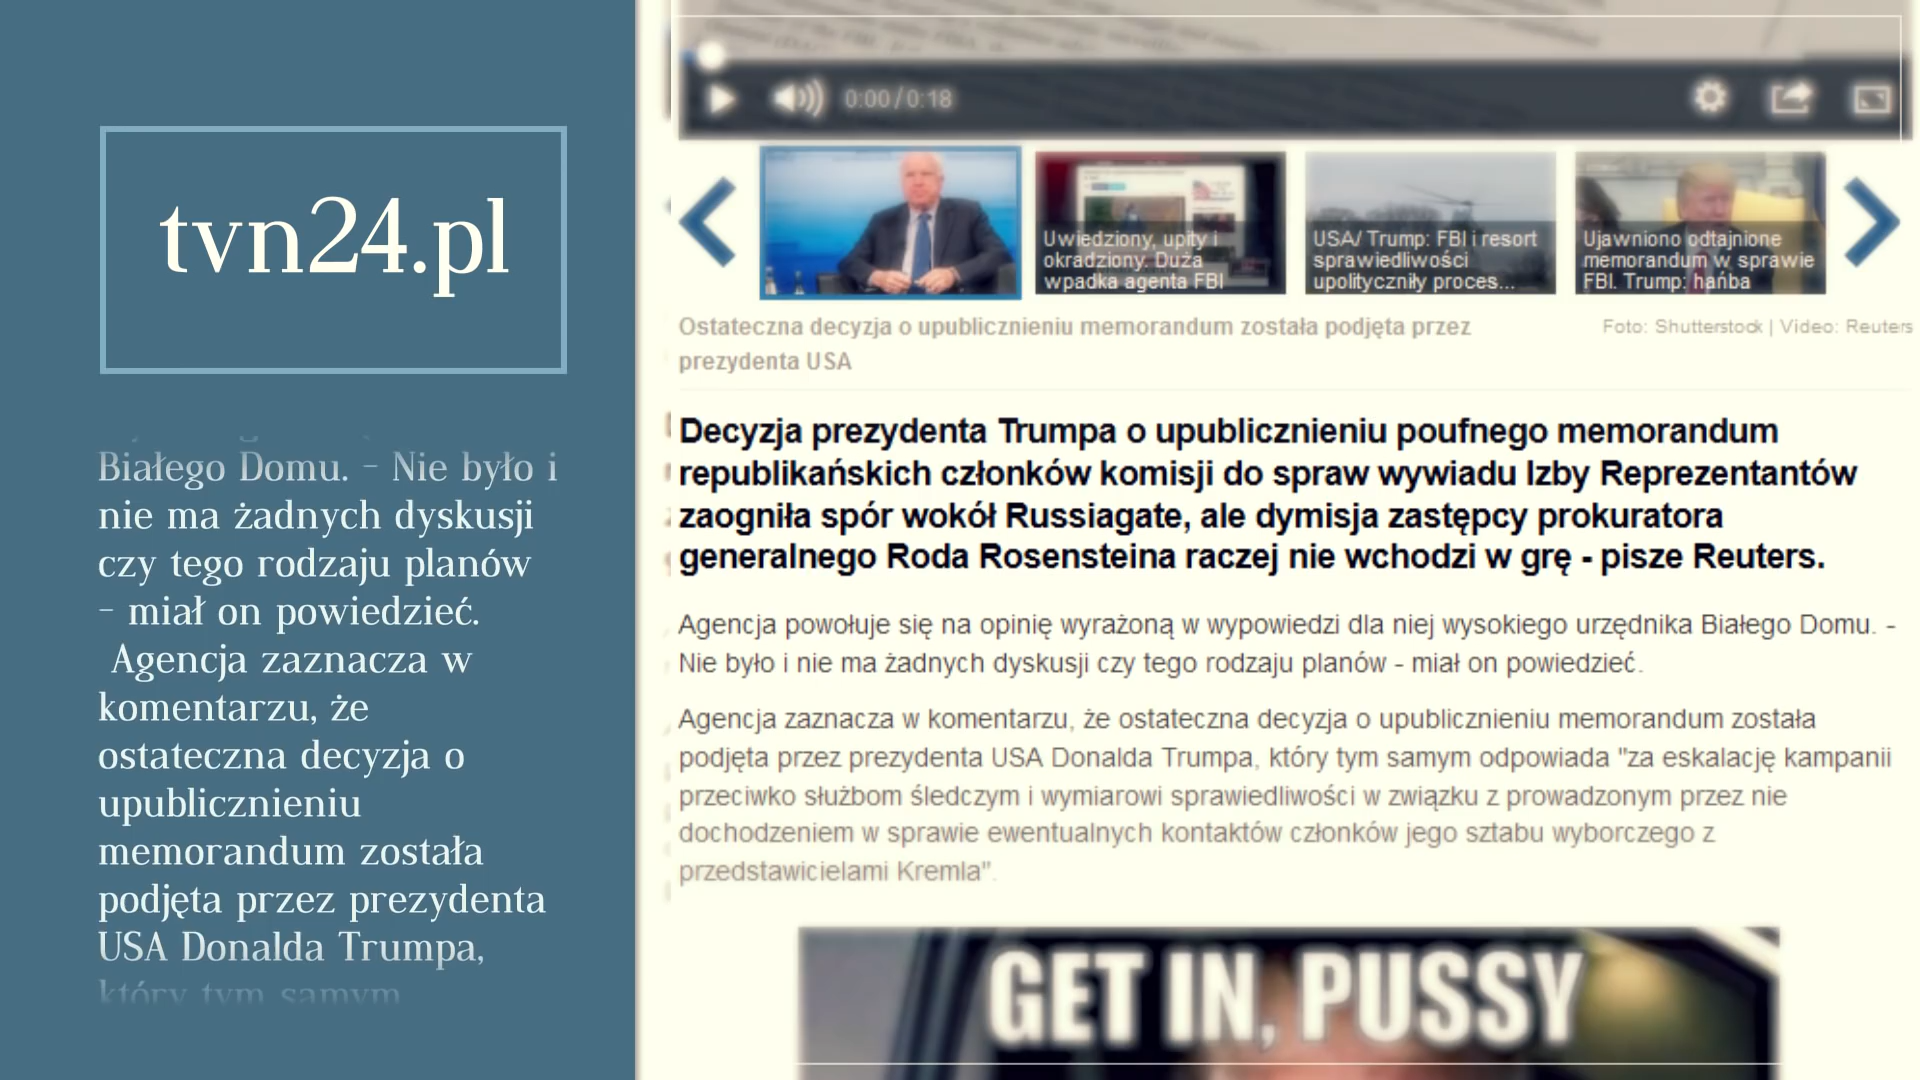 tvn24.pl
Białego Domu. - Nie było i
nie ma żadnych dyskusji
czy tego rodzaju planów
- miał on powiedzieć.
Agencja zaznacza w
komentarzu, że
ostateczna decyzja o
upublicznieniu
memorandum została
podjęta przez prezydenta
USA Donalda Trumpa,
który tym samym
0:00/0:18
Uwiedziony, upity i
okradziony. Duża
wpadka agenta FBI
USA/ Trump: FBI i resort
sprawiedliwości
upolityczniły proces...
Ujawniono odtajnione
memorandum w sprawie
FBI. Trump: hańba
Ostateczna decyzja o upublicznieniu memorandum została podjęta przez
prezydenta USA
Foto: Shutterstock | Video: Reuters
Decyzja prezydenta Trumpa o upublicznieniu poufnego memorandum
republikańskich członków komisji do spraw wywiadu Izby Reprezentantów
zaogniła spór wokół Russiagate, ale dymisja zastępcy prokuratora
generalnego Roda Rosensteina raczej nie wchodzi w grę - pisze Reuters.
Agencja powołuje się na opinię wyrażoną w wypowiedzi dla niej wysokiego urzędnika Białego Domu. -
Nie było i nie ma żadnych dyskusji czy tego rodzaju planów - miał on powiedzieć.
Agencja zaznacza w komentarzu, że ostateczna decyzja o upublicznieniu memorandum została
podjęta przez prezydenta USA Donalda Trumpa, który tym samym odpowiada "za eskalację kampanii
przeciwko służbom śledczym i wymiarowi sprawiedliwości w związku z prowadzonym przez nie
dochodzeniem w sprawie ewentualnych kontaktów członków jego sztabu wyborczego z
przedstawicielami Kremla".
GET IN, PUSSY